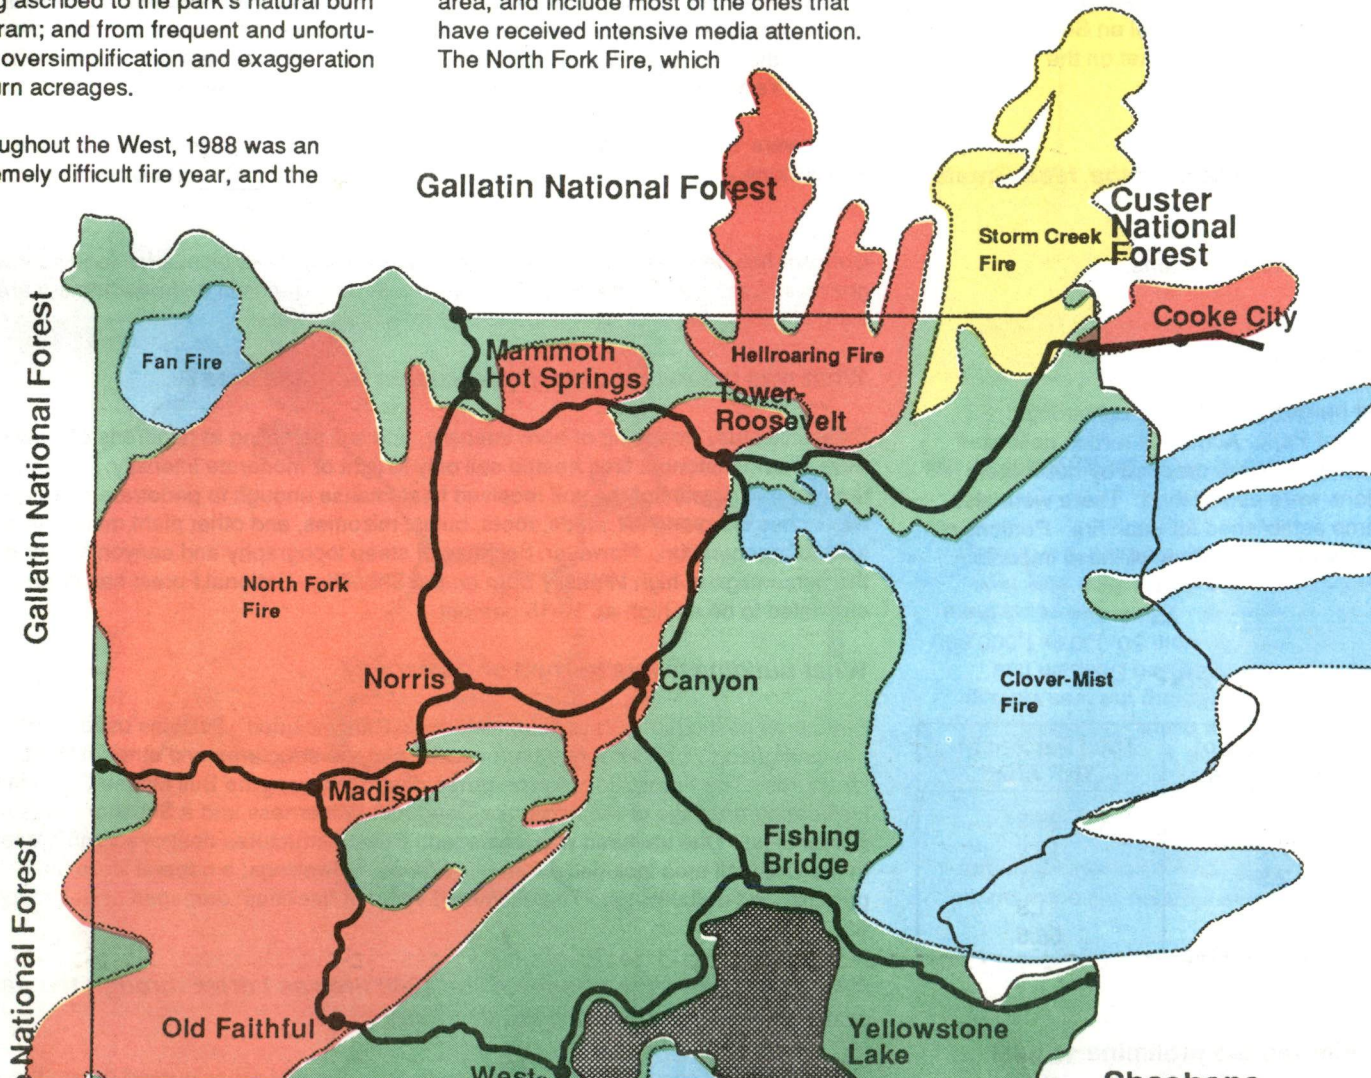 ascribed to the park's natural burn
ram; and from frequent and unfortu-
oversimplification and exaggeration
rn acreages.
ughout the West, 1988 was an
emely difficult fire year, and the
area, and include most of the ones that
have received intensive media attention.
The North Fork Fire, which
Gallatin National Forest
Custer
National
Forest
Storm Creek
Fire
Cooke City
Gallatin National Forest
Fan Fire
Mammoth
Hot Springs
Hellroaring Fire
Tower-
Roosevelt
North Fork
Fire
Norris
Canyon
Clover-Mist
Fire
Madison
Fishing
Bridge
National Forest
Old Faithful
Yellowstone
Lake
West